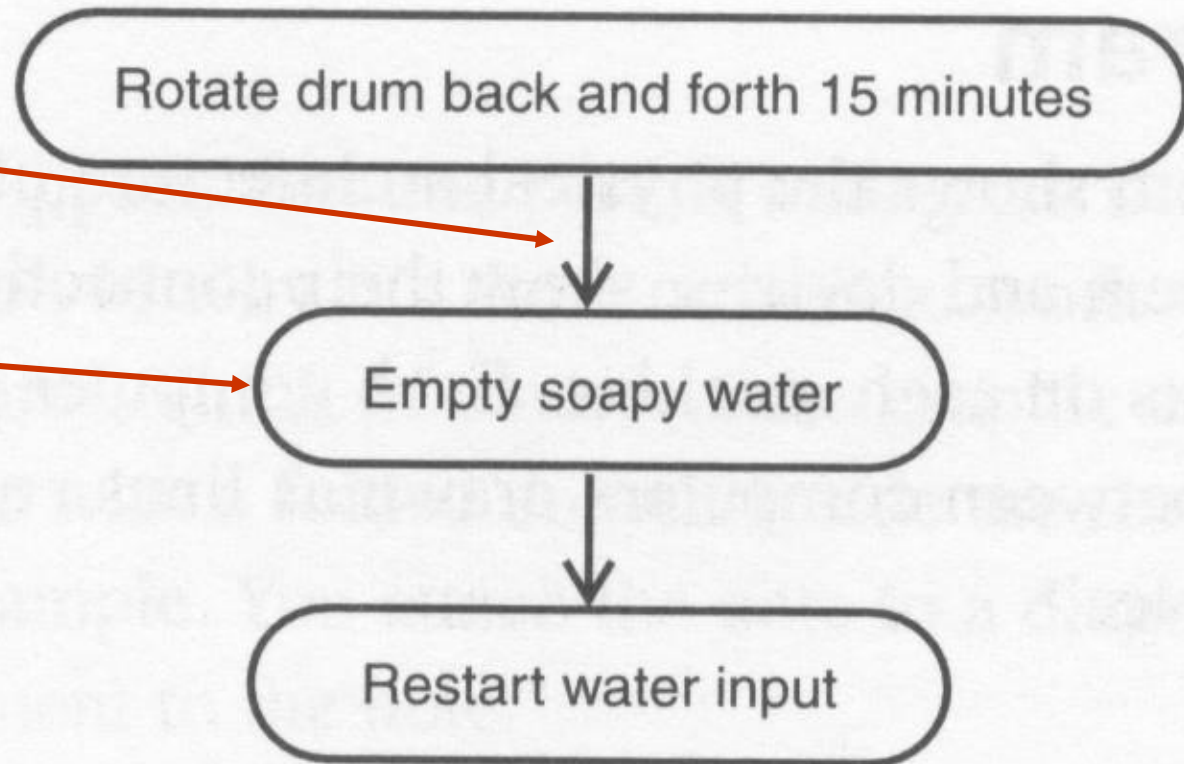 Rotate drum back and forth 15 minutes
Empty soapy water
Restart water input